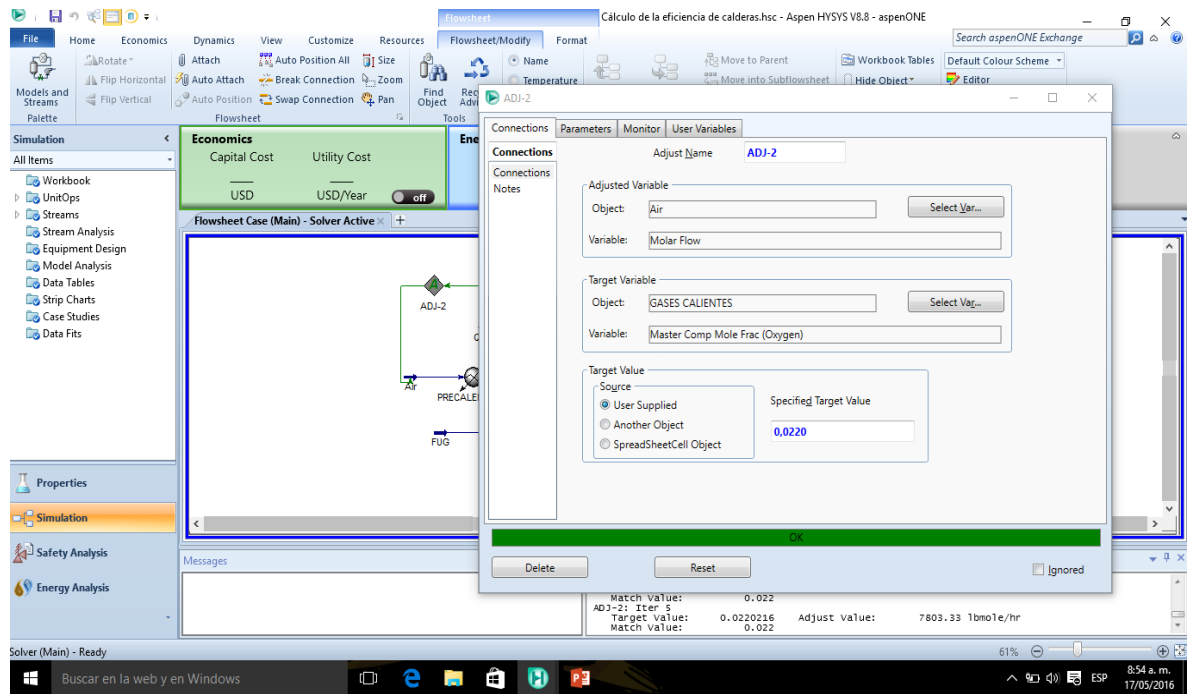 Flowsheet
Cálculo de la eficiencia de calderas.hsc - Aspen HYSYS V8.8 - aspenONE
File Home Economics Dynamics View Customize Resources Flowsheet/Modify Format
Search aspenONE Exchange
Models and Streams
Rotate
Flip Horizontal
Flip Vertical
Palette
Attach
Auto Attach
Auto Position
Auto Position All
Break Connection
Swap Connection
Size
Zoom
Pan
Flowsheet
Find Object
Tools
Name
Temperature
Move to Parent
Move into Subflowsheet
Workbook Tables
Hide Object
Default Colour Scheme
Editor
Simulation
All Items
Workbook
UnitOps
Streams
Stream Analysis
Equipment Design
Model Analysis
Data Tables
Strip Charts
Case Studies
Data Fits
Properties
Simulation
Safety Analysis
Energy Analysis
Economics
Capital Cost Utility Cost
USD USD/Year off
Flowsheet Case (Main) - Solver Active
ADJ-2
Air
FUG
ADJ-2
Connections Parameters Monitor User Variables
Connections
Connections
Notes
Adjust Name ADJ-2
Adjusted Variable
Object: Air Select Var...
Variable: Molar Flow
Target Variable
Object: GASES CALIENTES Select Var...
Variable: Master Comp Mole Frac (Oxygen)
Target Value
Source
User Supplied
Another Object
SpreadSheetCell Object
Specified Target Value
0,0220
OK
Delete Reset Ignored
Messages
Match Value: 0.022
ADJ-2: Iter 5
Target Value: 0.0220216 Adjust Value: 7803.33 lbmole/hr
Match Value: 0.022
Solver (Main) - Ready
61%
Buscar en la web y en Windows
ESP
8:54 a. m.
17/05/2016